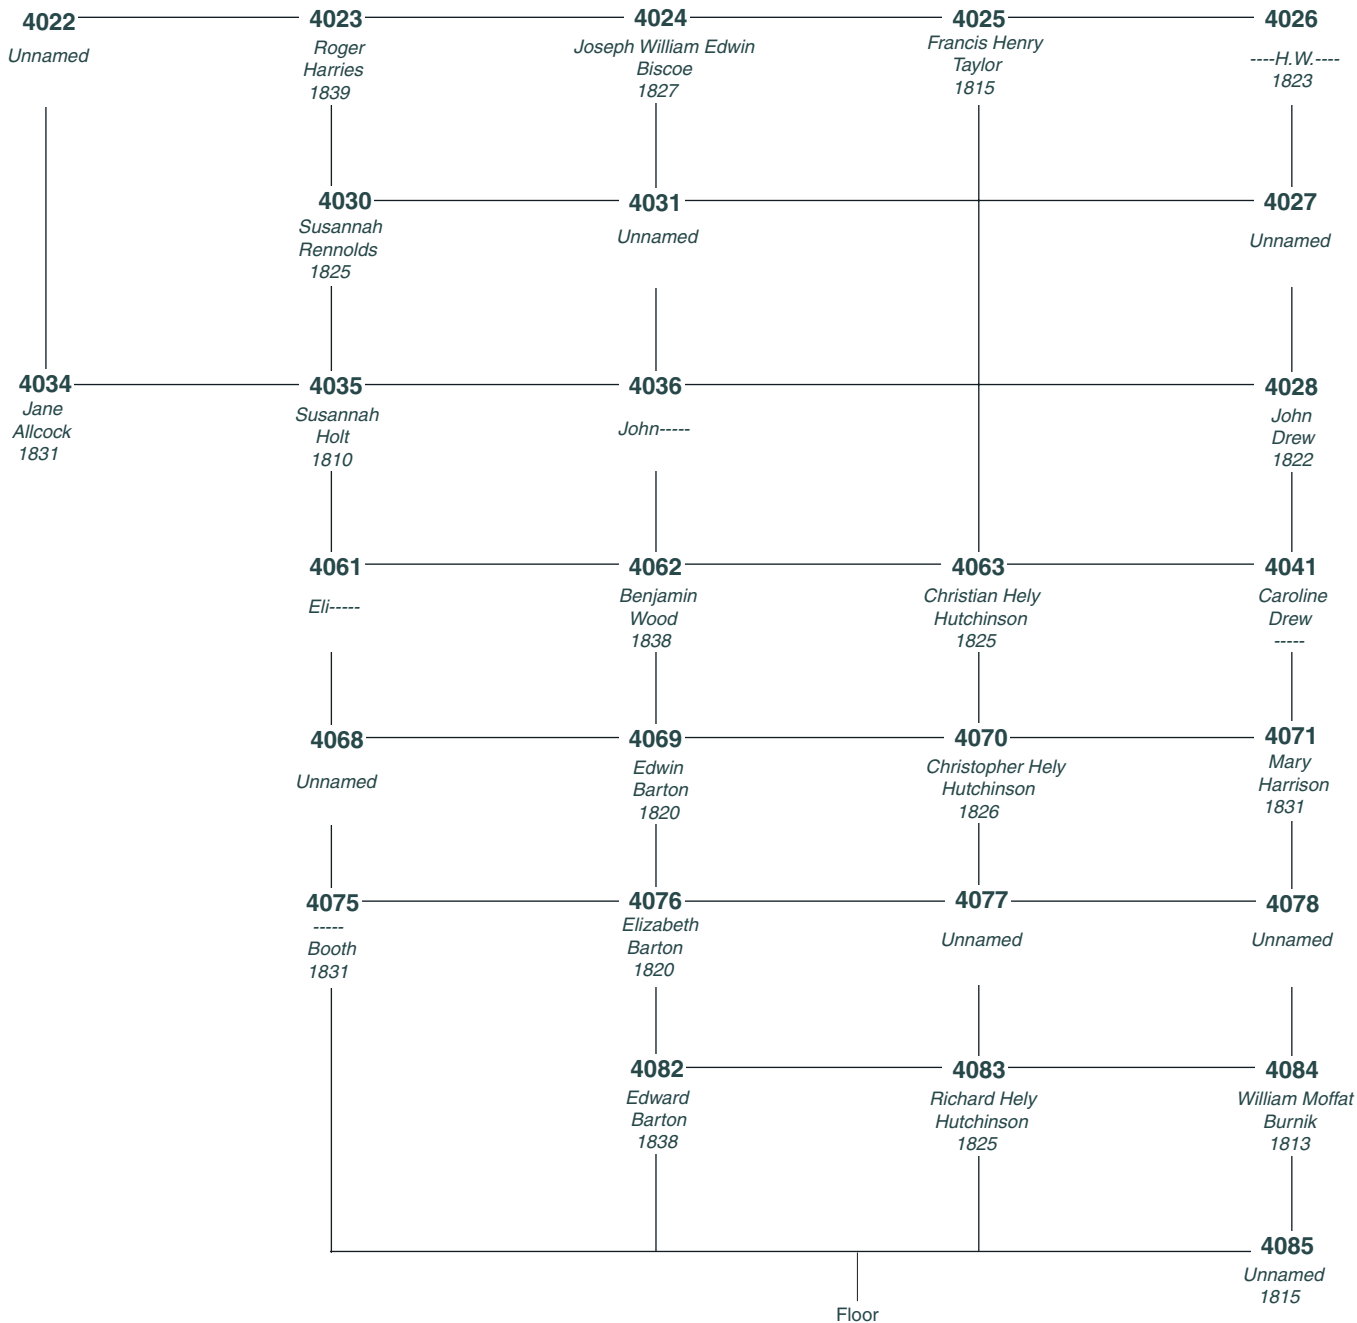 4022
Unnamed
4023
Roger
Harries
1839
4024
Joseph William Edwin
Biscoe
1827
4025
Francis Henry
Taylor
1815
4026
----H.W.----
1823
4030
Susannah
Rennolds
1825
4031
Unnamed
4027
Unnamed
4034
Jane
Allcock
1831
4035
Susannah
Holt
1810
4036
John-----
4028
John
Drew
1822
4061
Eli-----
4062
Benjamin
Wood
1838
4063
Christian Hely
Hutchinson
1825
4041
Caroline
Drew
-----
4068
Unnamed
4069
Edwin
Barton
1820
4070
Christopher Hely
Hutchinson
1826
4071
Mary
Harrison
1831
4075
-----
Booth
1831
4076
Elizabeth
Barton
1820
4077
Unnamed
4078
Unnamed
4082
Edward
Barton
1838
4083
Richard Hely
Hutchinson
1825
4084
William Moffat
Burnik
1813
4085
Unnamed
1815
Floor